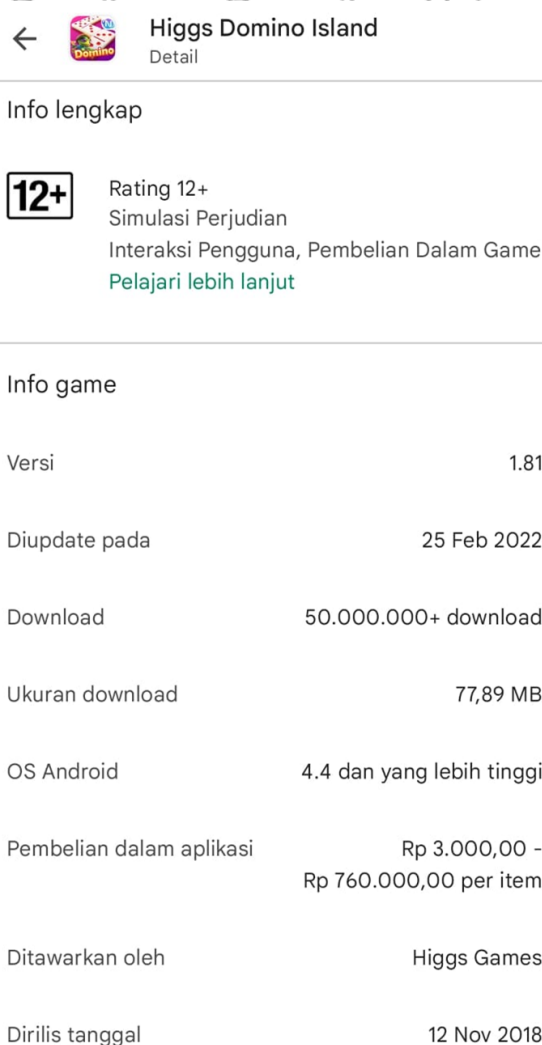 Higgs Domino Island
Detail
Domino
Info lengkap
12+
Rating 12+
Simulasi Perjudian
Interaksi Pengguna, Pembelian Dalam Game
Pelajari lebih lanjut
Info game
Versi 1.81
Diupdate pada 25 Feb 2022
Download 50.000.000+ download
Ukuran download 77,89 MB
OS Android 4.4 dan yang lebih tinggi
Pembelian dalam aplikasi Rp 3.000,00 -
Rp 760.000,00 per item
Ditawarkan oleh Higgs Games
Dirilis tanggal 12 Nov 2018